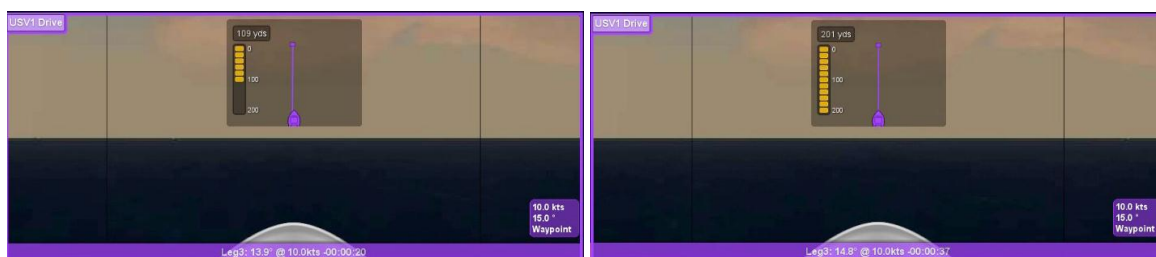 USV1 Drive
109 yds
0
100
200
10.0 kts
15.0 °
Waypoint
Leg3: 13.9° @ 10.0kts -00:00:20
USV1 Drive
201 yds
0
100
200
10.0 kts
15.0 °
Waypoint
Leg3: 14.8° @ 10.0kts -00:00:37